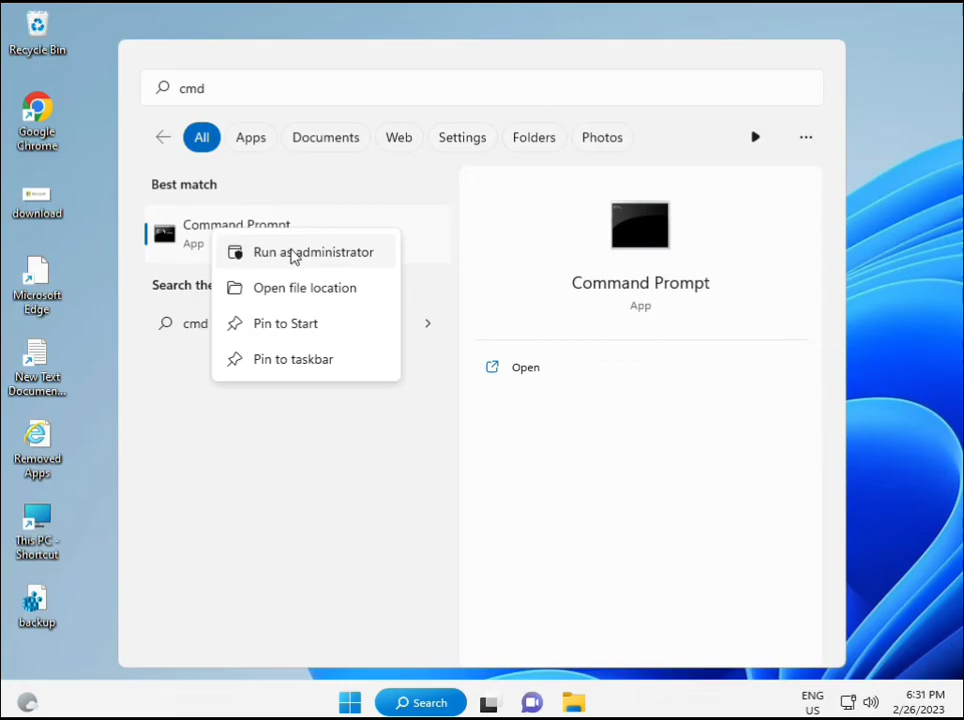 Recycle Bin
Google
Chrome
download
Microsoft
Edge
New Text
Documen...
Removed
Apps
This PC -
Shortcut
backup
cmd
All
Apps
Documents
Web
Settings
Folders
Photos
Best match
Command Prompt
App
Run as administrator
Open file location
Pin to Start
Pin to taskbar
Search the
cmd
Command Prompt
App
Open
Search
ENG
US
6:31 PM
2/26/2023